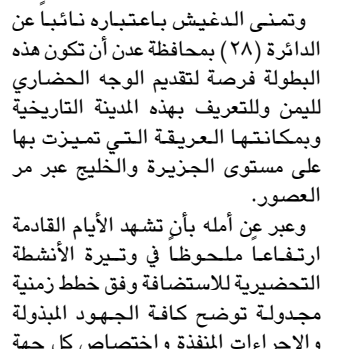 وتمنى الدغيش باعتباره نائباً عن
الدائرة (٢٨) بمحافظة عدن أن تكون هذه
البطولة فرصة لتقديم الوجه الحضاري
لليمن وللتعريف بهذه المدينة التاريخية
وبمكانتها العريقة التي تميزت بها
على مستوى الجزيرة والخليج عبر مر
العصور.
وعبر عن أمله بأن تشهد الأيام القادمة
ارتفاعاً ملحوظاً في وتيرة الأنشطة
التحضيرية للاستضافة وفق خطط زمنية
مجدولة توضح كافة الجهود المبذولة
والإجراءات المنفذة واختصاص كل جهة